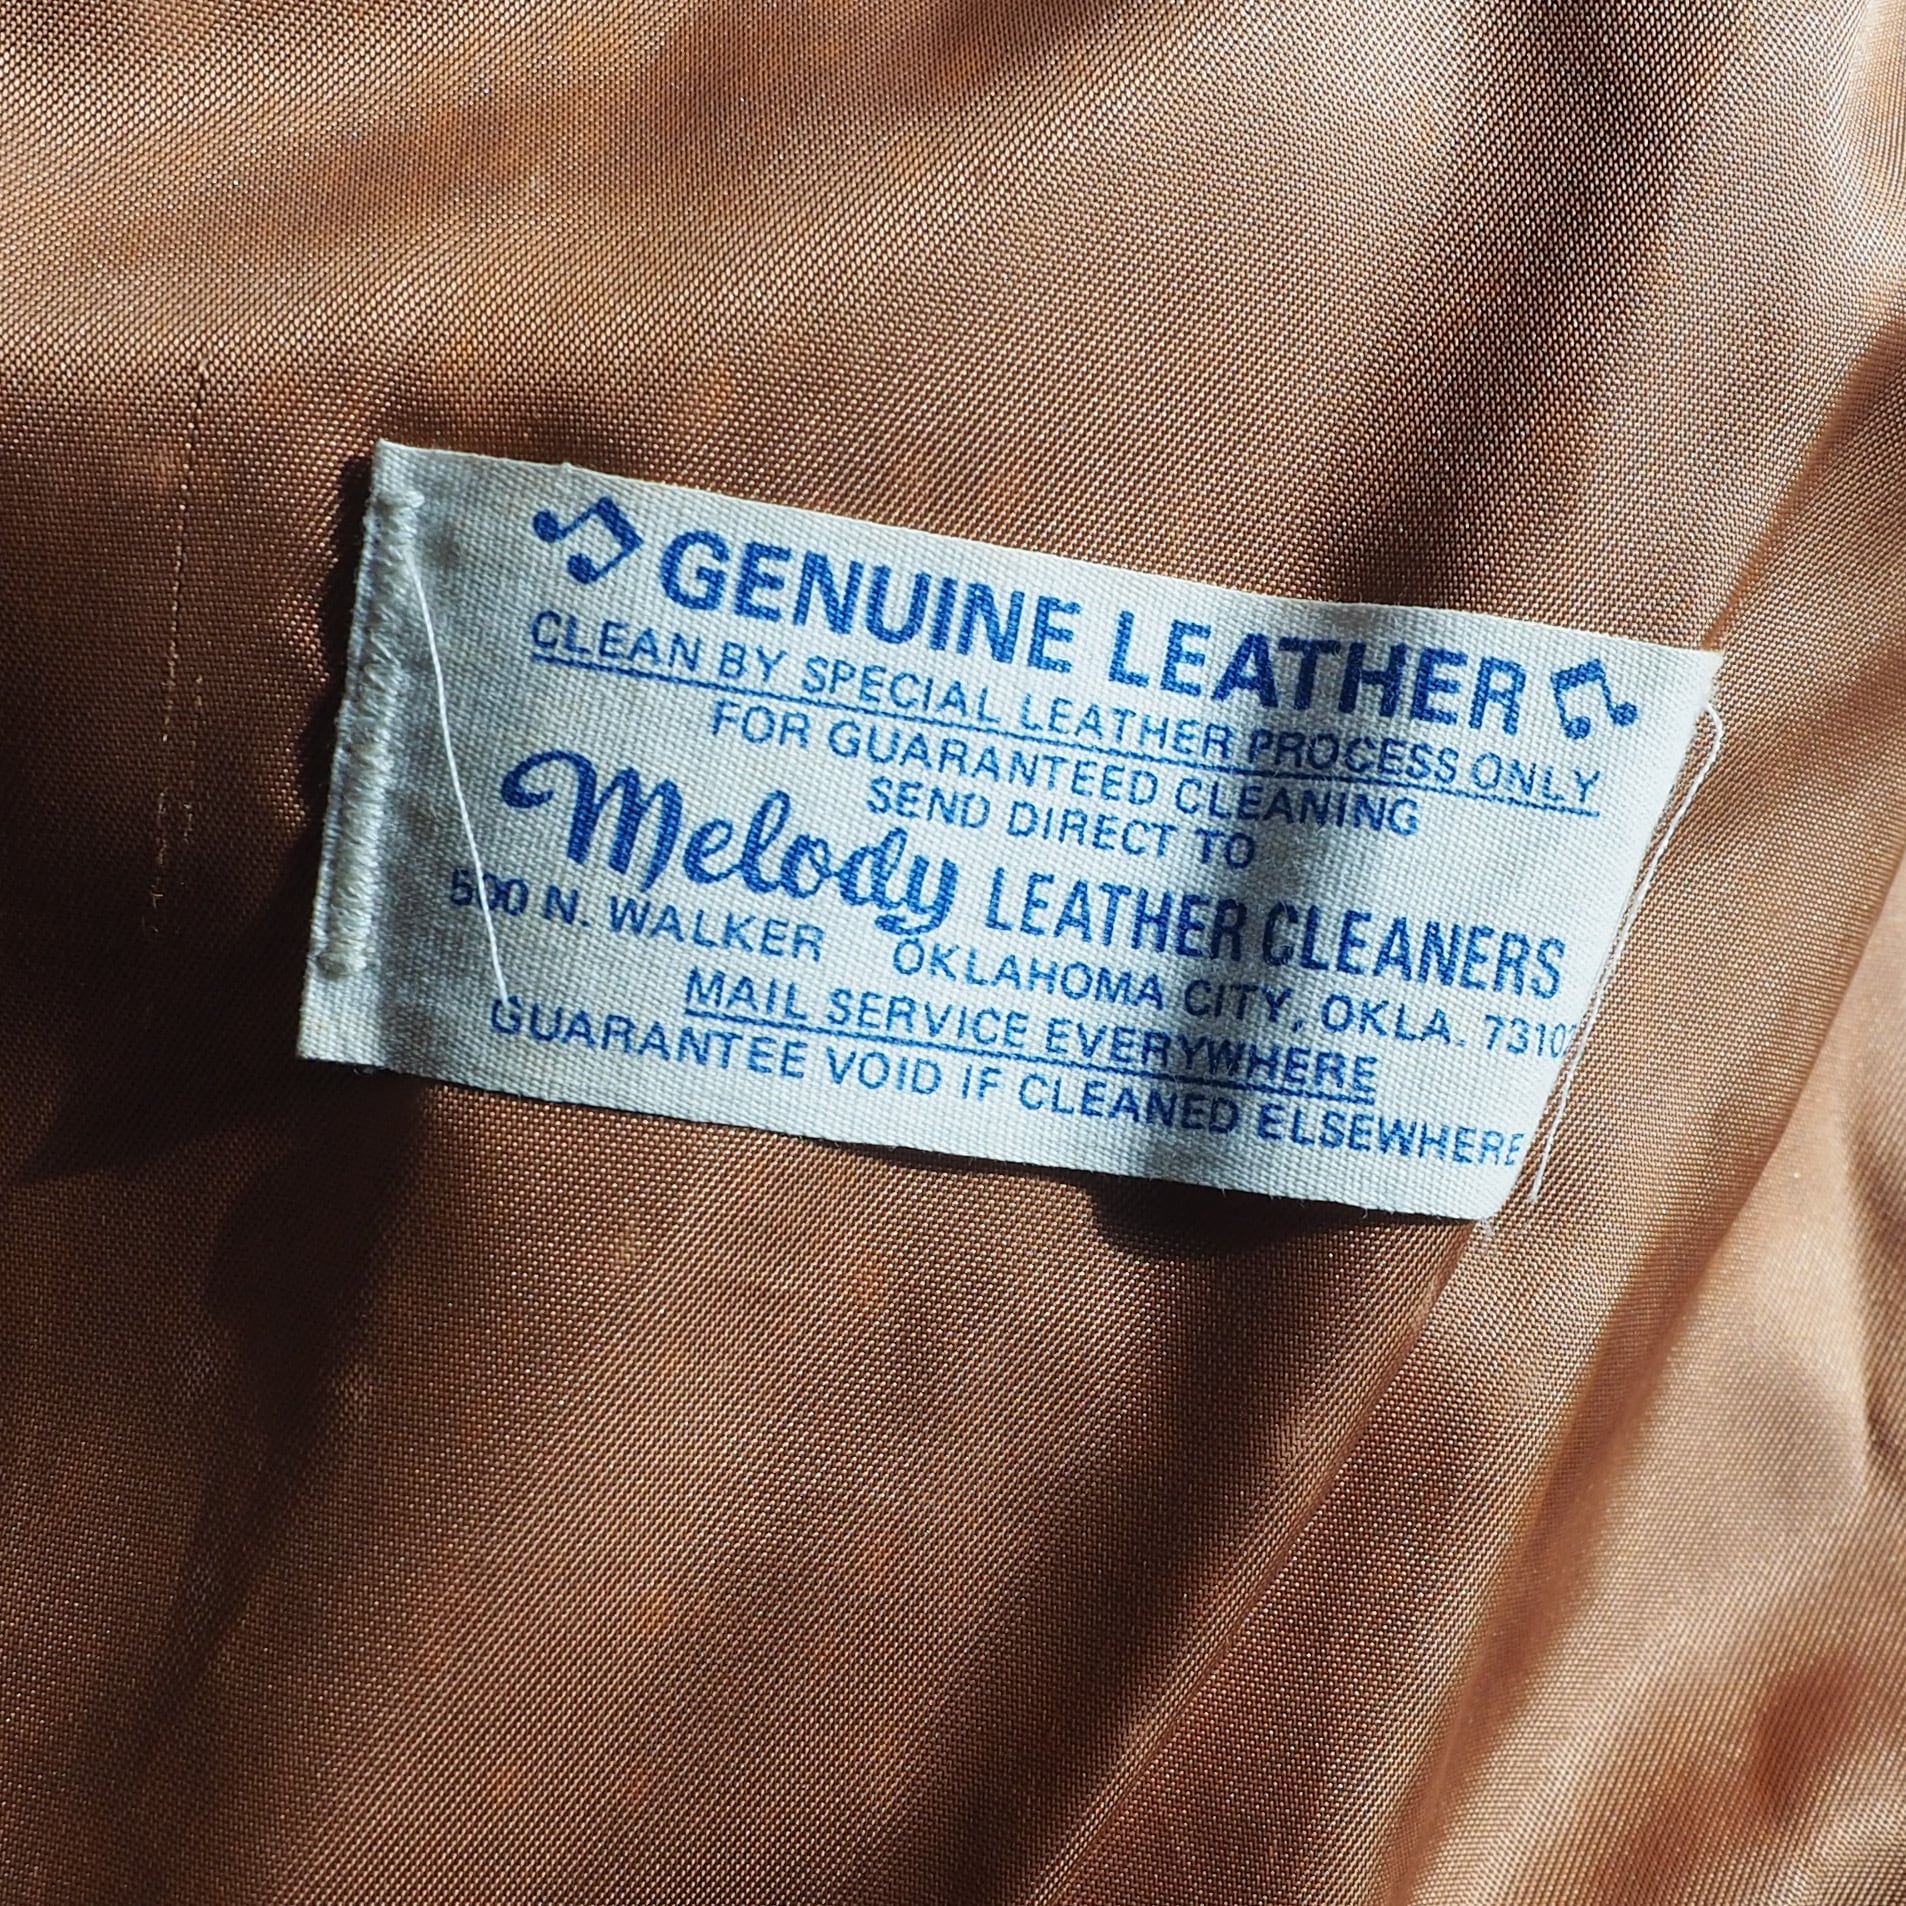 GENUINE LEATHER
CLEAN BY SPECIAL LEATHER PROCESS ONLY
FOR GUARANTEED CLEANING
SEND DIRECT TO
Melody LEATHER CLEANERS
500 N. WALKER OKLAHOMA CITY, OKLA.
MAIL SERVICE EVERYWHERE
GUARANTEE VOID IF CLEANED ELSEWHERE